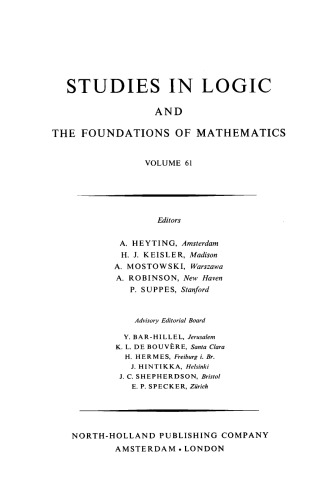 STUDIES IN LOGIC
AND
THE FOUNDATIONS OF MATHEMATICS
VOLUME 61
Editors
A. HEYTING, Amsterdam
H. J. KEISLER, Madison
A. MOSTOWSKI, Warszawa
A. ROBINSON, New Haven
P. SUPPES, Stanford
Advisory Editorial Board
Y. BAR-HILLEL, Jerusalem
K. L. DE BOUVÈRE, Santa Clara
H. HERMES, Freiburg i. Br.
J. HINTIKKA, Helsinki
J. C. SHEPHERDSON, Bristol
E. P. SPECKER, Zürich
NORTH-HOLLAND PUBLISHING COMPANY
AMSTERDAM • LONDON